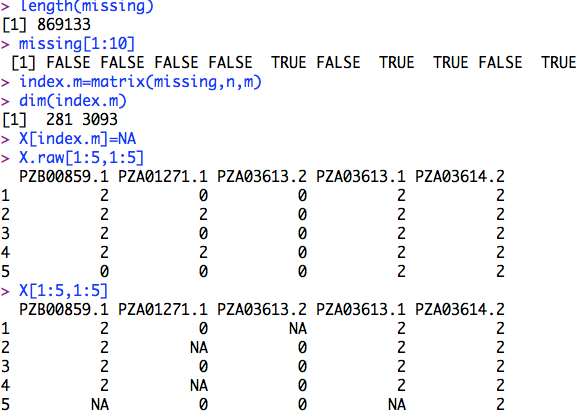 > length(missing)
[1] 869133
> missing[1:10]
 [1] FALSE FALSE FALSE FALSE  TRUE FALSE  TRUE  TRUE FALSE  TRUE
> index.m=matrix(missing,n,m)
> dim(index.m)
[1]  281 3093
> X[index.m]=NA
> X.raw[1:5,1:5]
  PZB00859.1 PZA01271.1 PZA03613.2 PZA03613.1 PZA03614.2
1          2          0          0          2          2
2          2          2          0          2          2
3          2          0          0          2          2
4          2          2          0          2          2
5          0          0          0          2          2
> X[1:5,1:5]
  PZB00859.1 PZA01271.1 PZA03613.2 PZA03613.1 PZA03614.2
1          2          0         NA          2          2
2          2         NA          0          2          2
3          2          0          0          2          2
4          2         NA          0          2          2
5         NA          0          0         NA          2